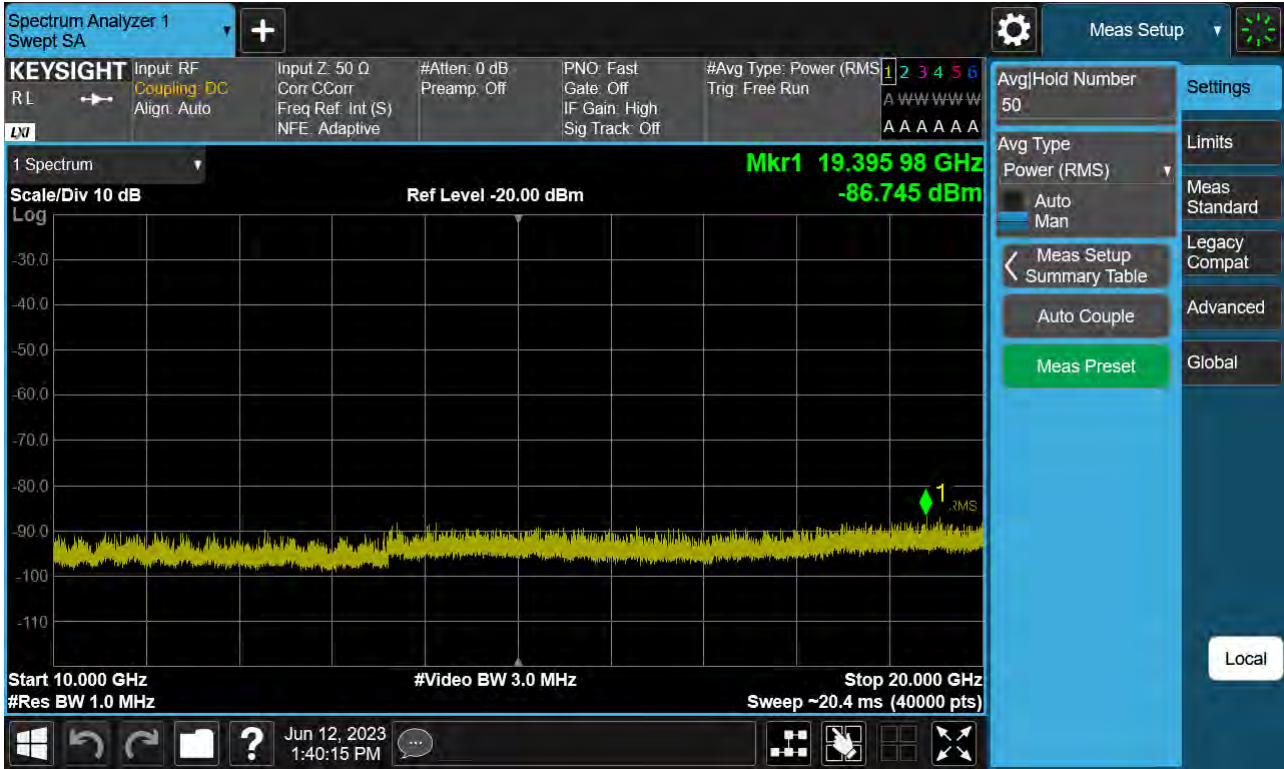 Spectrum Analyzer 1
Swept SA
+
Meas Setup
KEYSIGHT
RL
LXI
Input: RF
Coupling: DC
Align: Auto
Input Z: 50 Ω
Corr CCorr
Freq Ref: Int (S)
NFE: Adaptive
#Atten: 0 dB
Preamp: Off
PNO: Fast
Gate: Off
IF Gain: High
Sig Track: Off
#Avg Type: Power (RMS
Trig: Free Run
1 2 3 4 5 6
A W W W W W
A A A A A A
1 Spectrum
Mkr1 19.395 98 GHz
-86.745 dBm
Scale/Div 10 dB
Ref Level -20.00 dBm
Log
-30.0
-40.0
-50.0
-60.0
-70.0
-80.0
-90.0
-100
-110
1
RMS
Start 10.000 GHz
#Video BW 3.0 MHz
Stop 20.000 GHz
#Res BW 1.0 MHz
Sweep ~20.4 ms (40000 pts)
Avg|Hold Number
50
Avg Type
Power (RMS)
Auto
Man
Meas Setup
Summary Table
Auto Couple
Meas Preset
Settings
Limits
Meas
Standard
Legacy
Compat
Advanced
Global
Local
?
Jun 12, 2023
1:40:15 PM